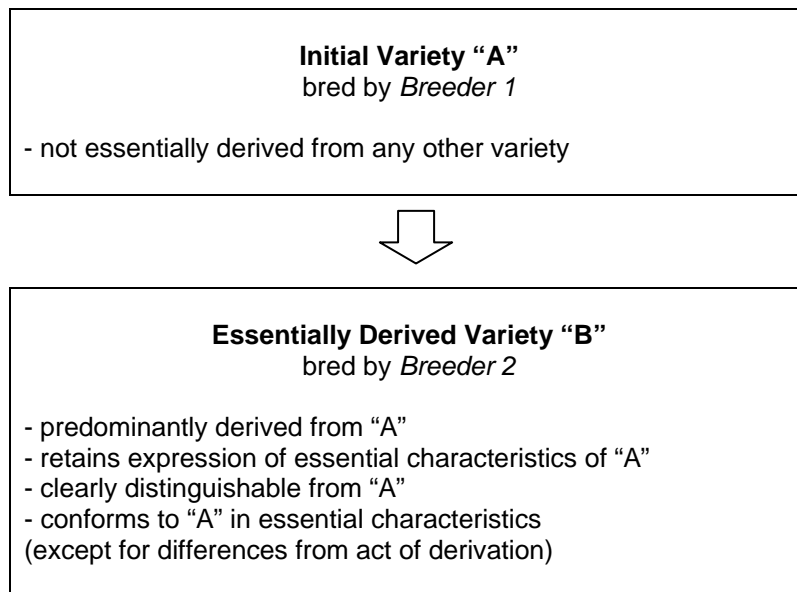 Initial Variety “A”
bred by Breeder 1
- not essentially derived from any other variety
Essentially Derived Variety “B”
bred by Breeder 2
- predominantly derived from “A”
- retains expression of essential characteristics of “A”
- clearly distinguishable from “A”
- conforms to “A” in essential characteristics
(except for differences from act of derivation)